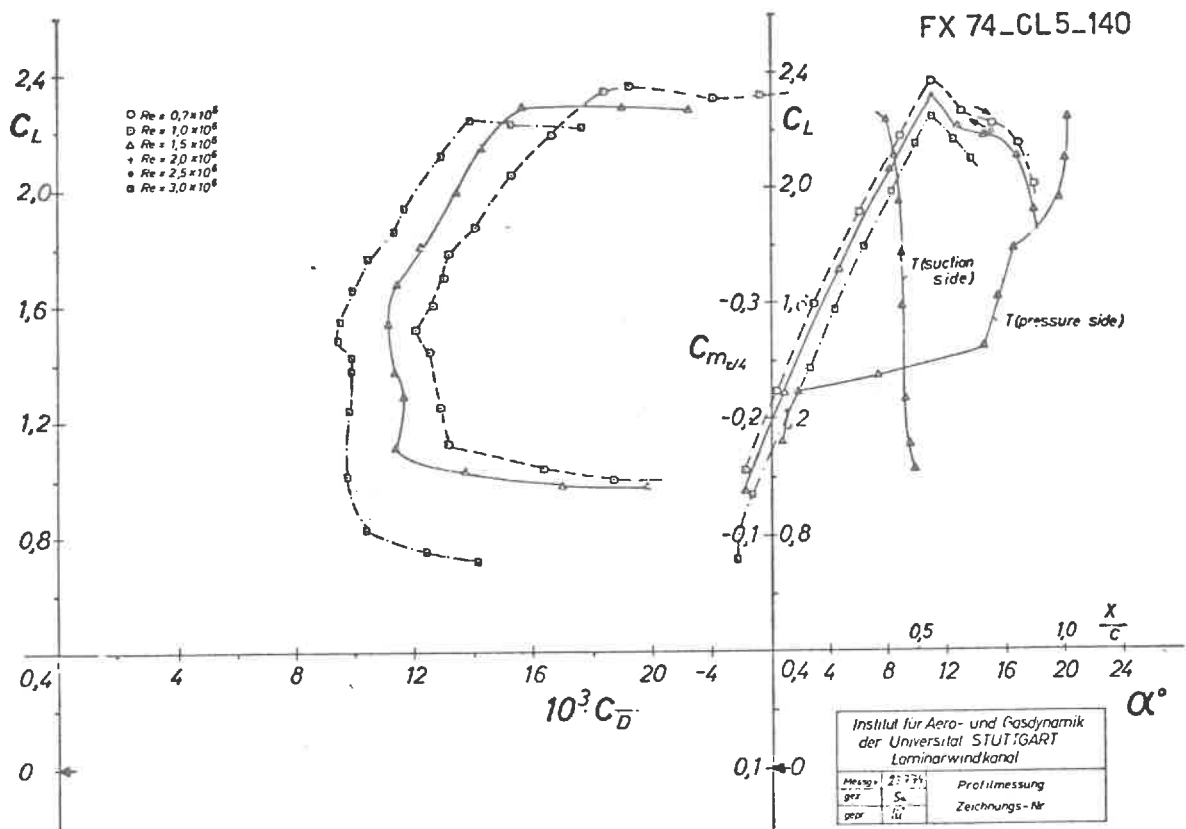 FX 74_CL5_140
2,4
C_L
2,0
1,6
1,2
0,8
0,4
0
○ Re = 0,7×10⁶
□ Re = 1,0×10⁶
△ Re = 1,5×10⁶
+ Re = 2,0×10⁶
● Re = 2,5×10⁶
■ Re = 3,0×10⁶
4
8
12
16
20
10³ C_D
2,4
C_L
2,0
-0,3
C_m c/4
-0,2
-0,1
0,8
0,1
0
T(suction
side)
T(pressure side)
0,5
1,0
X/c
-4
0,4
4
8
12
16
20
24
α°
Institut für Aero- und Gasdynamik
der Universität STUTTGART
Laminarwindkanal
Messg.
gez
gepr
Profilmessung
Zeichnungs-Nr